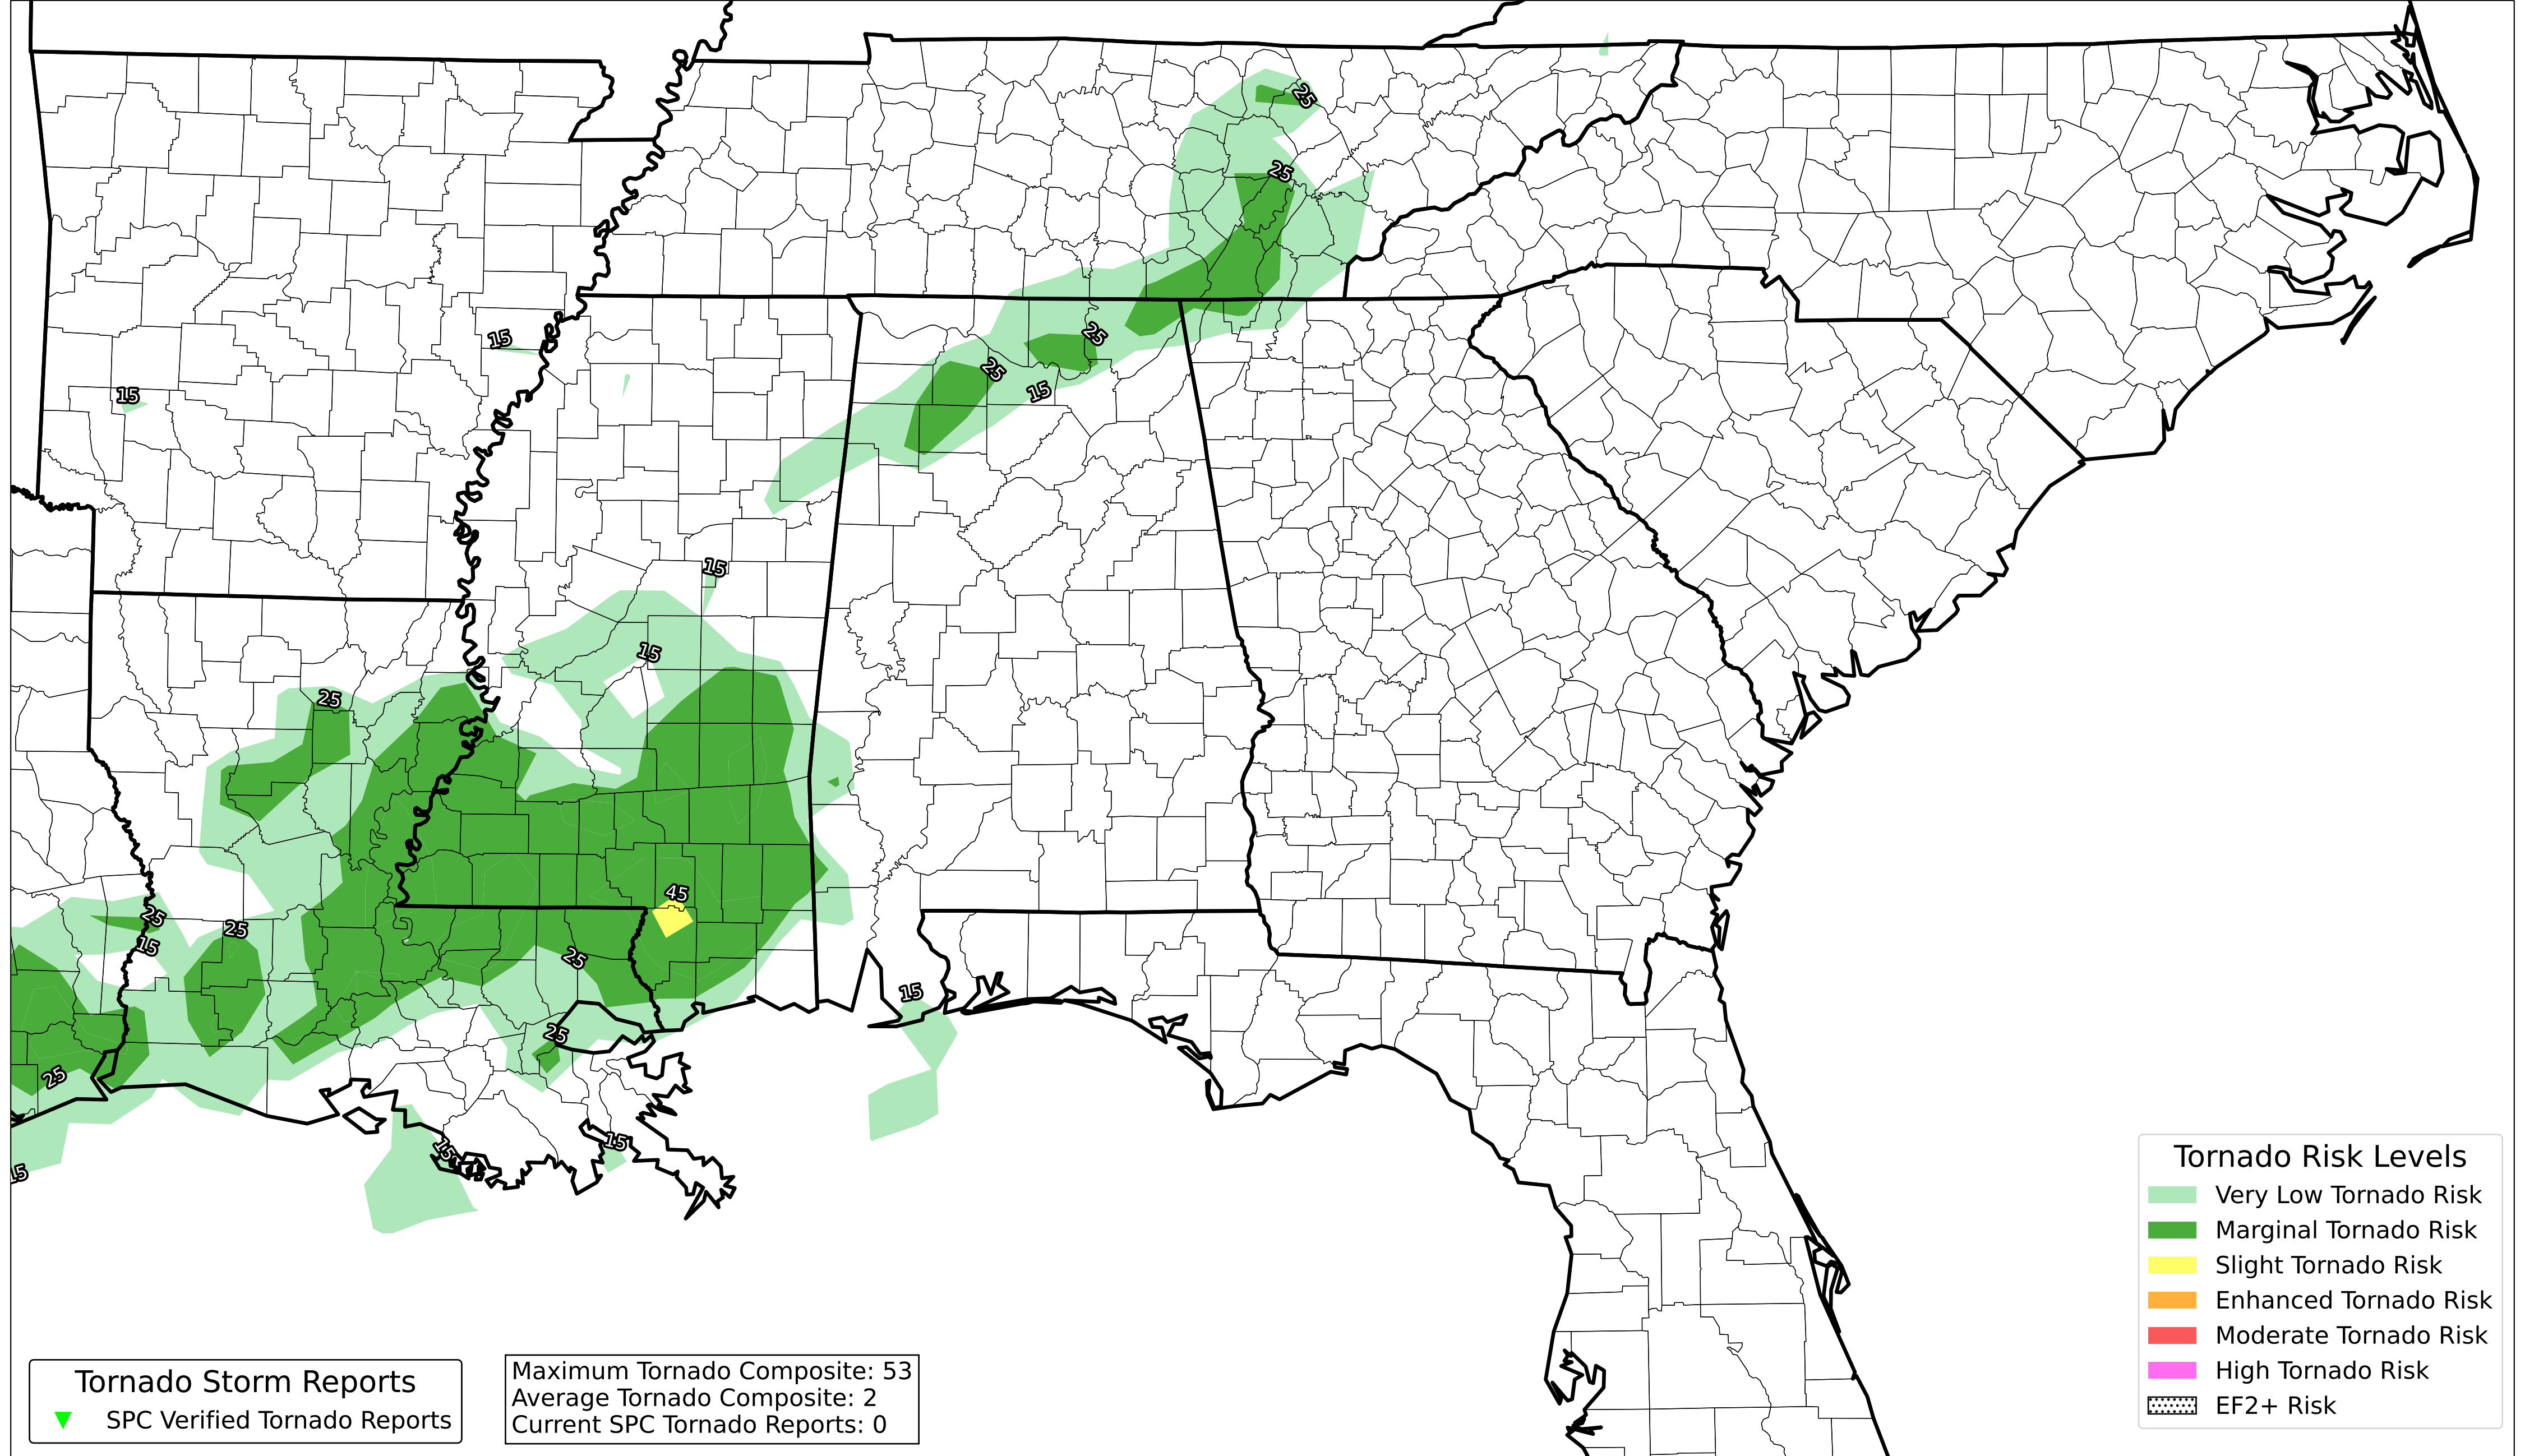 25
25
15
25
25
15
15
15
15
25
45
25
15
25
25
15
25
25
15
15
15
Tornado Risk Levels
Very Low Tornado Risk
Marginal Tornado Risk
Slight Tornado Risk
Enhanced Tornado Risk
Moderate Tornado Risk
High Tornado Risk
EF2+ Risk
Tornado Storm Reports
SPC Verified Tornado Reports
Maximum Tornado Composite: 53
Average Tornado Composite: 2
Current SPC Tornado Reports: 0